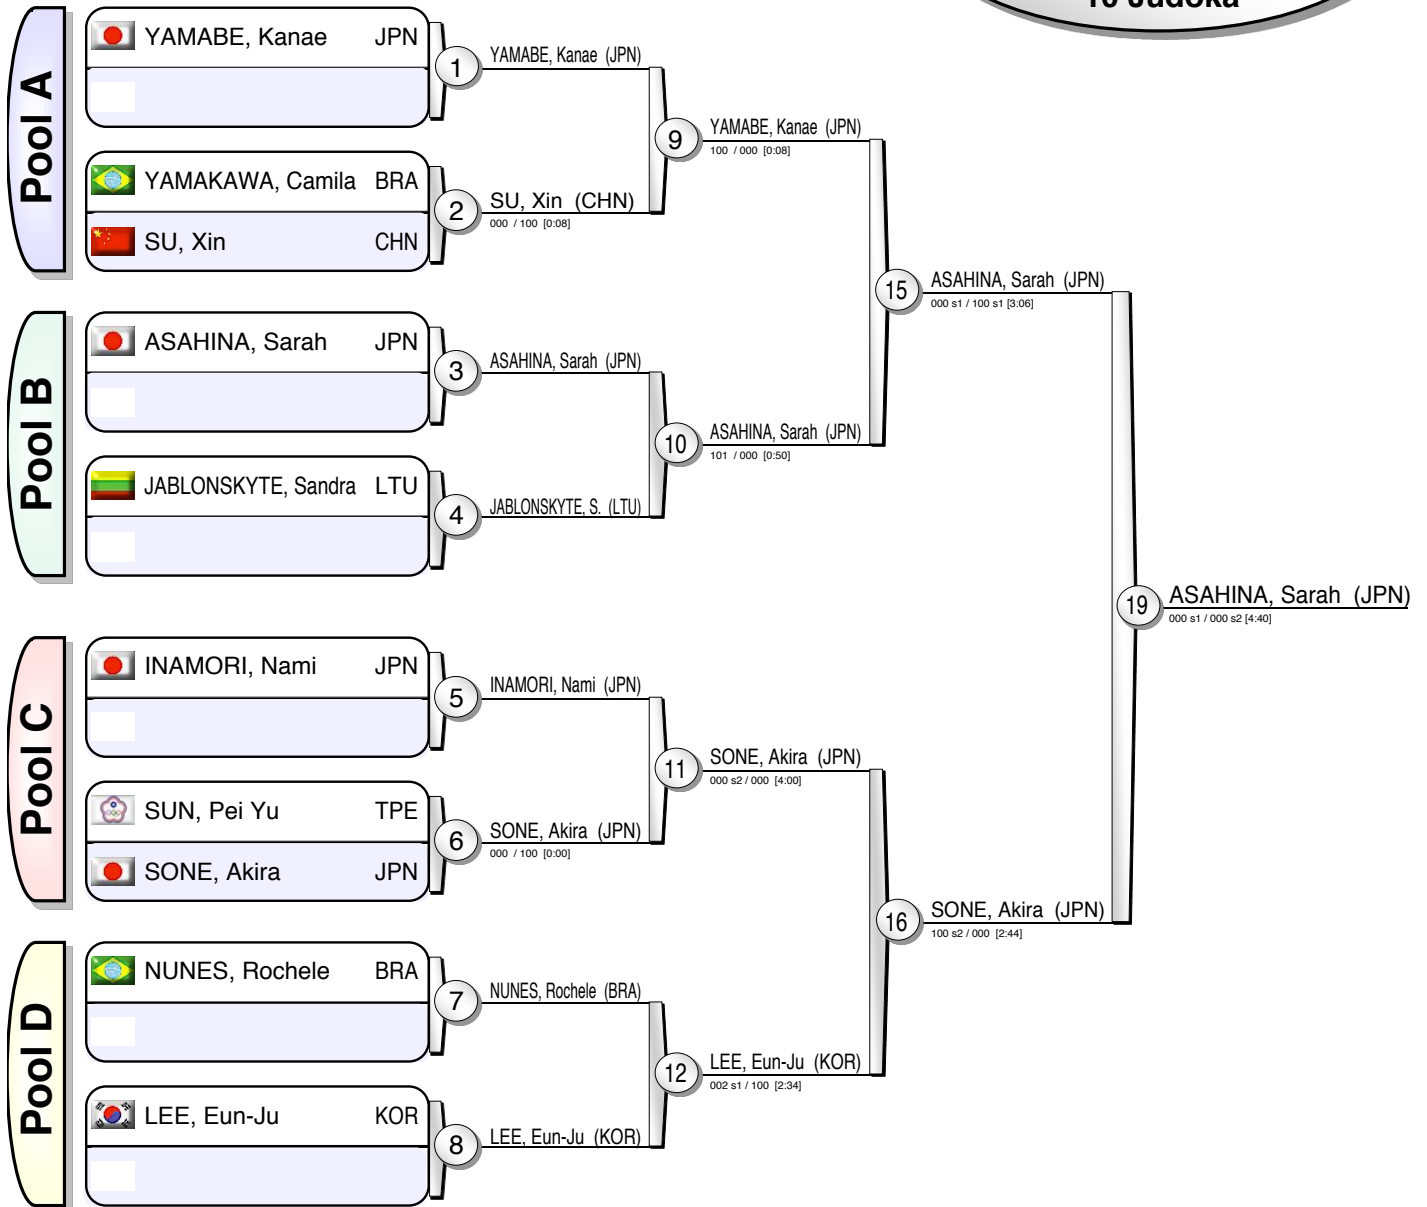 10 Judoka
Pool A
YAMABE, Kanae JPN
YAMAKAWA, Camila BRA
SU, Xin CHN
1
YAMABE, Kanae (JPN)
2
SU, Xin (CHN)
000 / 100 [0:08]
9
YAMABE, Kanae (JPN)
100 / 000 [0:08]
Pool B
ASAHINA, Sarah JPN
JABLONSKYTE, Sandra LTU
3
ASAHINA, Sarah (JPN)
4
JABLONSKYTE, S. (LTU)
10
ASAHINA, Sarah (JPN)
101 / 000 [0:50]
15
ASAHINA, Sarah (JPN)
000 s1 / 100 s1 [3:06]
Pool C
INAMORI, Nami JPN
SUN, Pei Yu TPE
SONE, Akira JPN
5
INAMORI, Nami (JPN)
6
SONE, Akira (JPN)
000 / 100 [0:00]
11
SONE, Akira (JPN)
000 s2 / 000 [4:00]
Pool D
NUNES, Rochele BRA
LEE, Eun-Ju KOR
7
NUNES, Rochele (BRA)
8
LEE, Eun-Ju (KOR)
12
LEE, Eun-Ju (KOR)
002 s1 / 100 [2:34]
16
SONE, Akira (JPN)
100 s2 / 000 [2:44]
19
ASAHINA, Sarah (JPN)
000 s1 / 000 s2 [4:40]